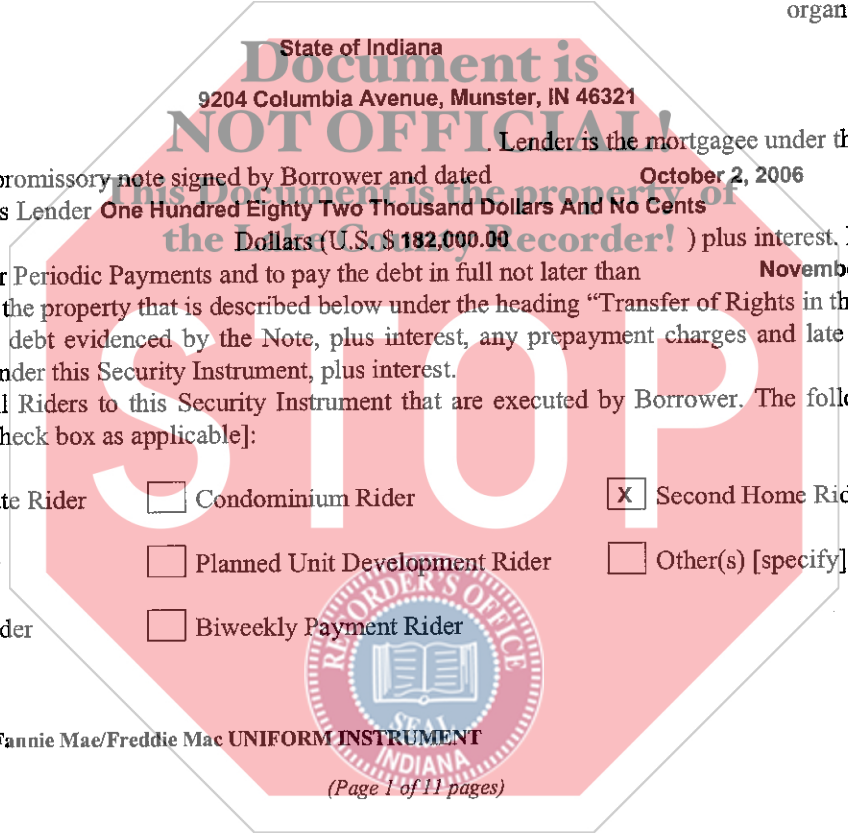 organ
State of Indiana
Document is
9204 Columbia Avenue, Munster, IN 46321
NOT OFFICIAL!
. Lender is the mortgagee under th
promissory note signed by Borrower and dated October 2, 2006
This Document is the property of
s Lender One Hundred Eighty Two Thousand Dollars And No Cents
the Lake County Recorder!
Dollars (U.S. $ 182,000.00 ) plus interest.
r Periodic Payments and to pay the debt in full not later than Novemb
the property that is described below under the heading “Transfer of Rights in th
debt evidenced by the Note, plus interest, any prepayment charges and late
nder this Security Instrument, plus interest.
l Riders to this Security Instrument that are executed by Borrower. The follo
heck box as applicable]:
STOP
te Rider Condominium Rider X Second Home Rid
Planned Unit Development Rider Other(s) [specify]
der Biweekly Payment Rider
RECORDER'S OFFICE
SEAL
INDIANA
Fannie Mae/Freddie Mac UNIFORM INSTRUMENT
(Page 1 of 11 pages)